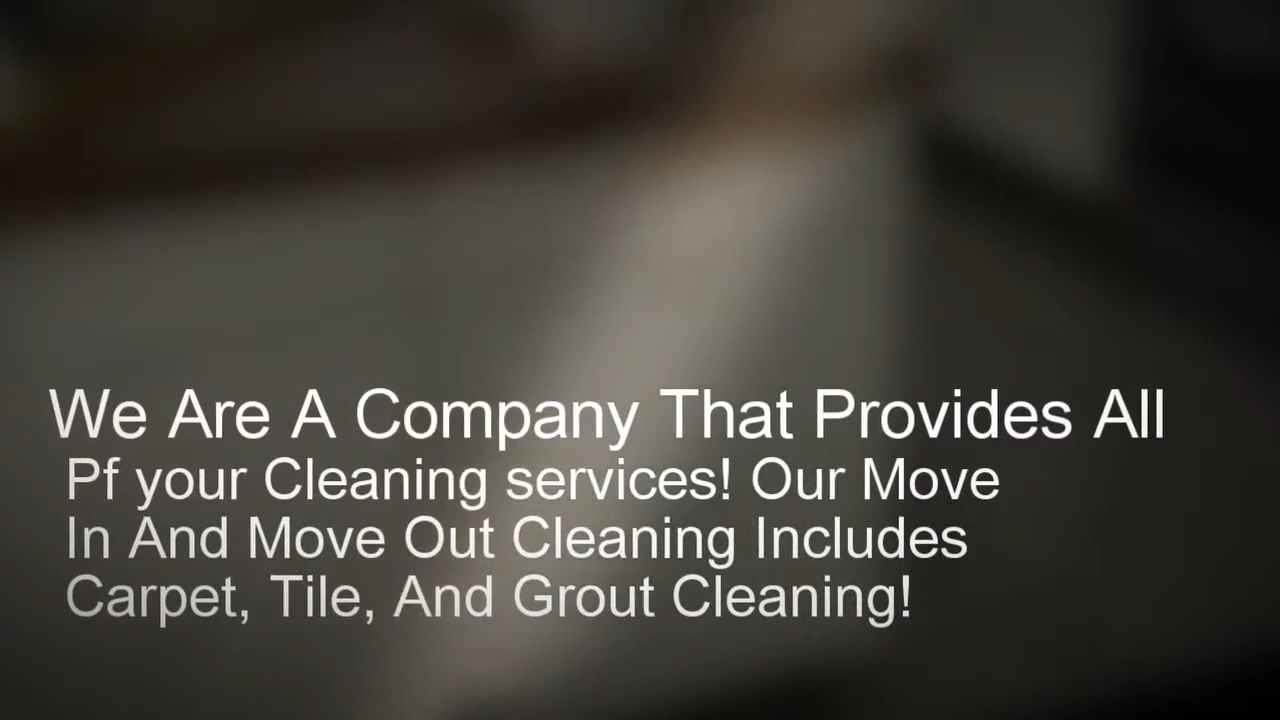 We Are A Company That Provides All
Pf your Cleaning services! Our Move
In And Move Out Cleaning Includes
Carpet, Tile, And Grout Cleaning!